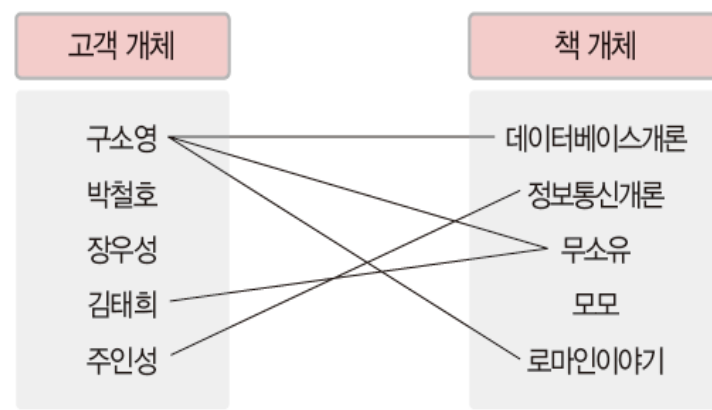 고객 개체
책 개체
구소영
데이터베이스개론
박철호
정보통신개론
장우성
무소유
김태희
모모
주인성
로마인이야기